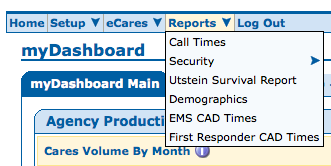 Home Setup ▼ eCares ▼ Reports ▼ Log Out
Call Times
Security
Utstein Survival Report
Demographics
EMS CAD Times
First Responder CAD Times
myDashboard
myDashboard Main
Agency Producti
Cares Volume By Month